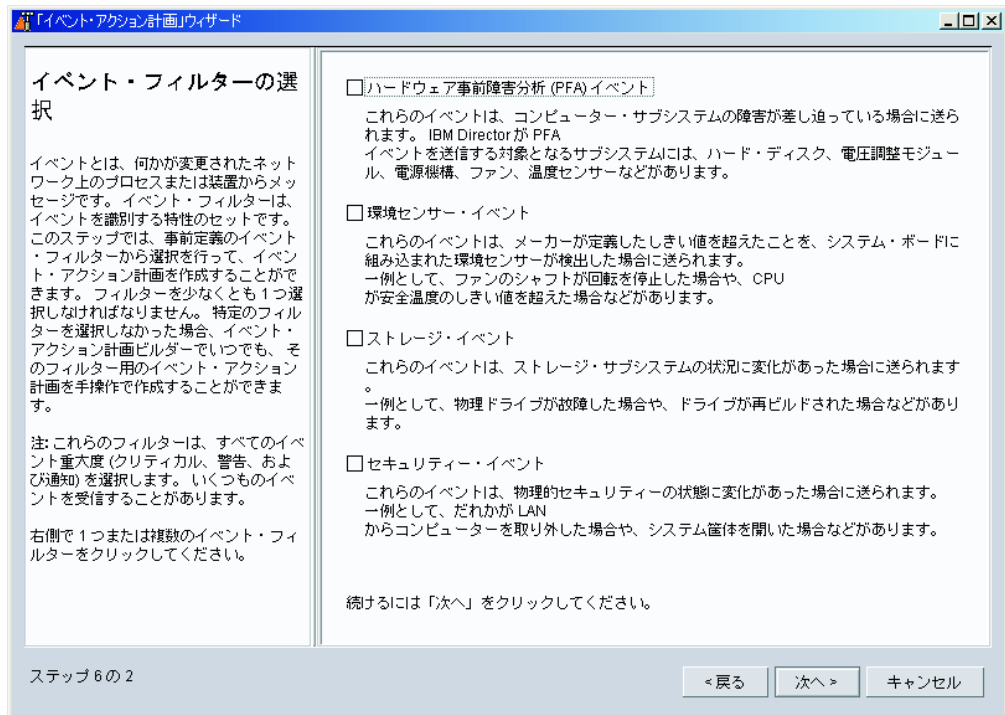 「イベント・アクション計画」ウィザード
イベント・フィルターの選
択
イベントとは、何かが変更されたネット
ワーク上のプロセスまたは装置からメッ
セージです。イベント・フィルターは、
イベントを識別する特性のセットです。
このステップでは、事前定義のイベント
・フィルターから選択を行って、イベン
ト・アクション計画を作成することがで
きます。 フィルターを少なくとも 1 つ選
択しなければなりません。 特定のフィル
ターを選択しなかった場合、イベント・
アクション計画ビルダーでいつでも、そ
のフィルター用のイベント・アクション
計画を手操作で作成することができま
す。
注: これらのフィルターは、すべてのイベ
ント重大度 (クリティカル、警告、およ
び通知) を選択します。 いくつものイベ
ントを受信することがあります。
右側で 1 つまたは複数のイベント・フィ
ルターをクリックしてください。
ハードウェア事前障害分析 (PFA) イベント
これらのイベントは、コンピューター・サブシステムの障害が差し迫っている場合に送ら
れます。 IBM Director が PFA
イベントを送信する対象となるサブシステムには、ハード・ディスク、電圧調整モジュー
ル、電源機構、ファン、温度センサーなどがあります。
環境センサー・イベント
これらのイベントは、メーカーが定義したしきい値を超えたことを、システム・ボードに
組み込まれた環境センサーが検出した場合に送られます。
一例として、ファンのシャフトが回転を停止した場合や、CPU
が安全温度のしきい値を超えた場合などがあります。
ストレージ・イベント
これらのイベントは、ストレージ・サブシステムの状況に変化があった場合に送られます
。
一例として、物理ドライブが故障した場合や、ドライブが再ビルドされた場合などがあり
ます。
セキュリティー・イベント
これらのイベントは、物理的セキュリティーの状態に変化があった場合に送られます。
一例として、だれかが LAN
からコンピューターを取り外した場合や、システム筐体を開いた場合などがあります。
続けるには「次へ」をクリックしてください。
ステップ 6 の 2
<戻る
次へ>
キャンセル